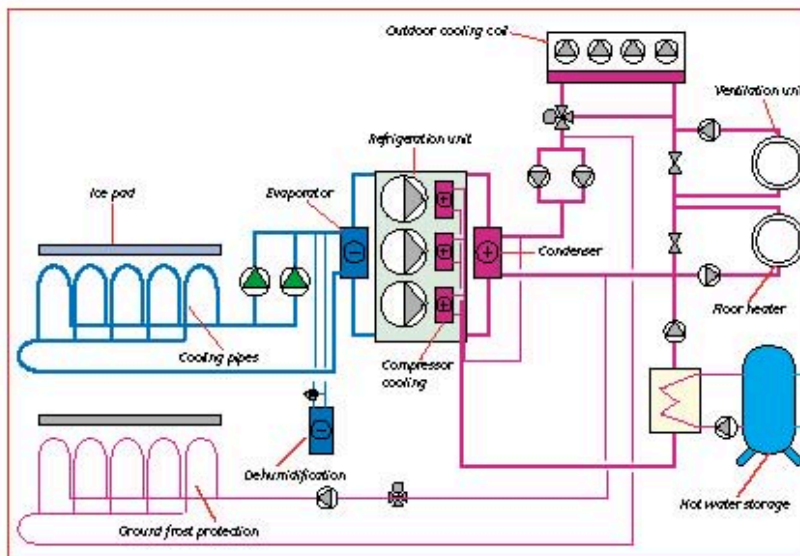 Outdoor cooling coil
Ventilation unit
Refrigeration unit
Ice pad
Evaporator
Condenser
Floor heater
Cooling pipes
Compressor
cooling
Dehumidification
Hot water storage
Ground frost protection